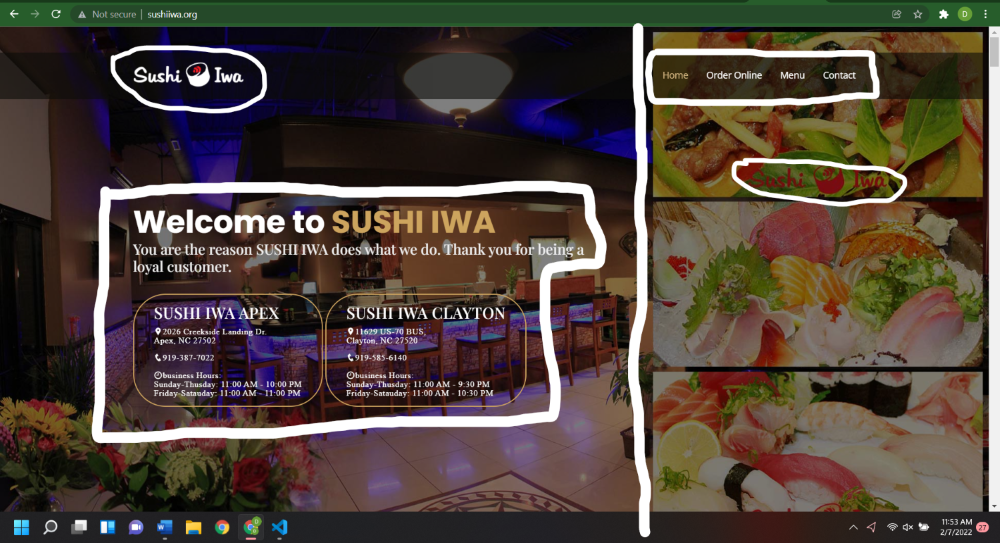 Not secure | sushiiwa.org
D
Sushi Iwa
Home Order Online Menu Contact
Sushi Iwa
Welcome to SUSHI IWA
You are the reason SUSHI IWA does what we do. Thank you for being a
loyal customer.
SUSHI IWA APEX
2026 Creekside Landing Dr.
Apex, NC 27502
919-387-7022
business Hours:
Sunday-Thusday: 11:00 AM - 10:00 PM
Friday-Satauday: 11:00 AM - 11:00 PM
SUSHI IWA CLAYTON
11629 US-70 BUS,
Clayton, NC 27520
919-585-6140
business Hours:
Sunday-Thusday: 11:00 AM - 9:30 PM
Friday-Satauday: 11:00 AM - 10:30 PM
11:53 AM
2/7/2022
27